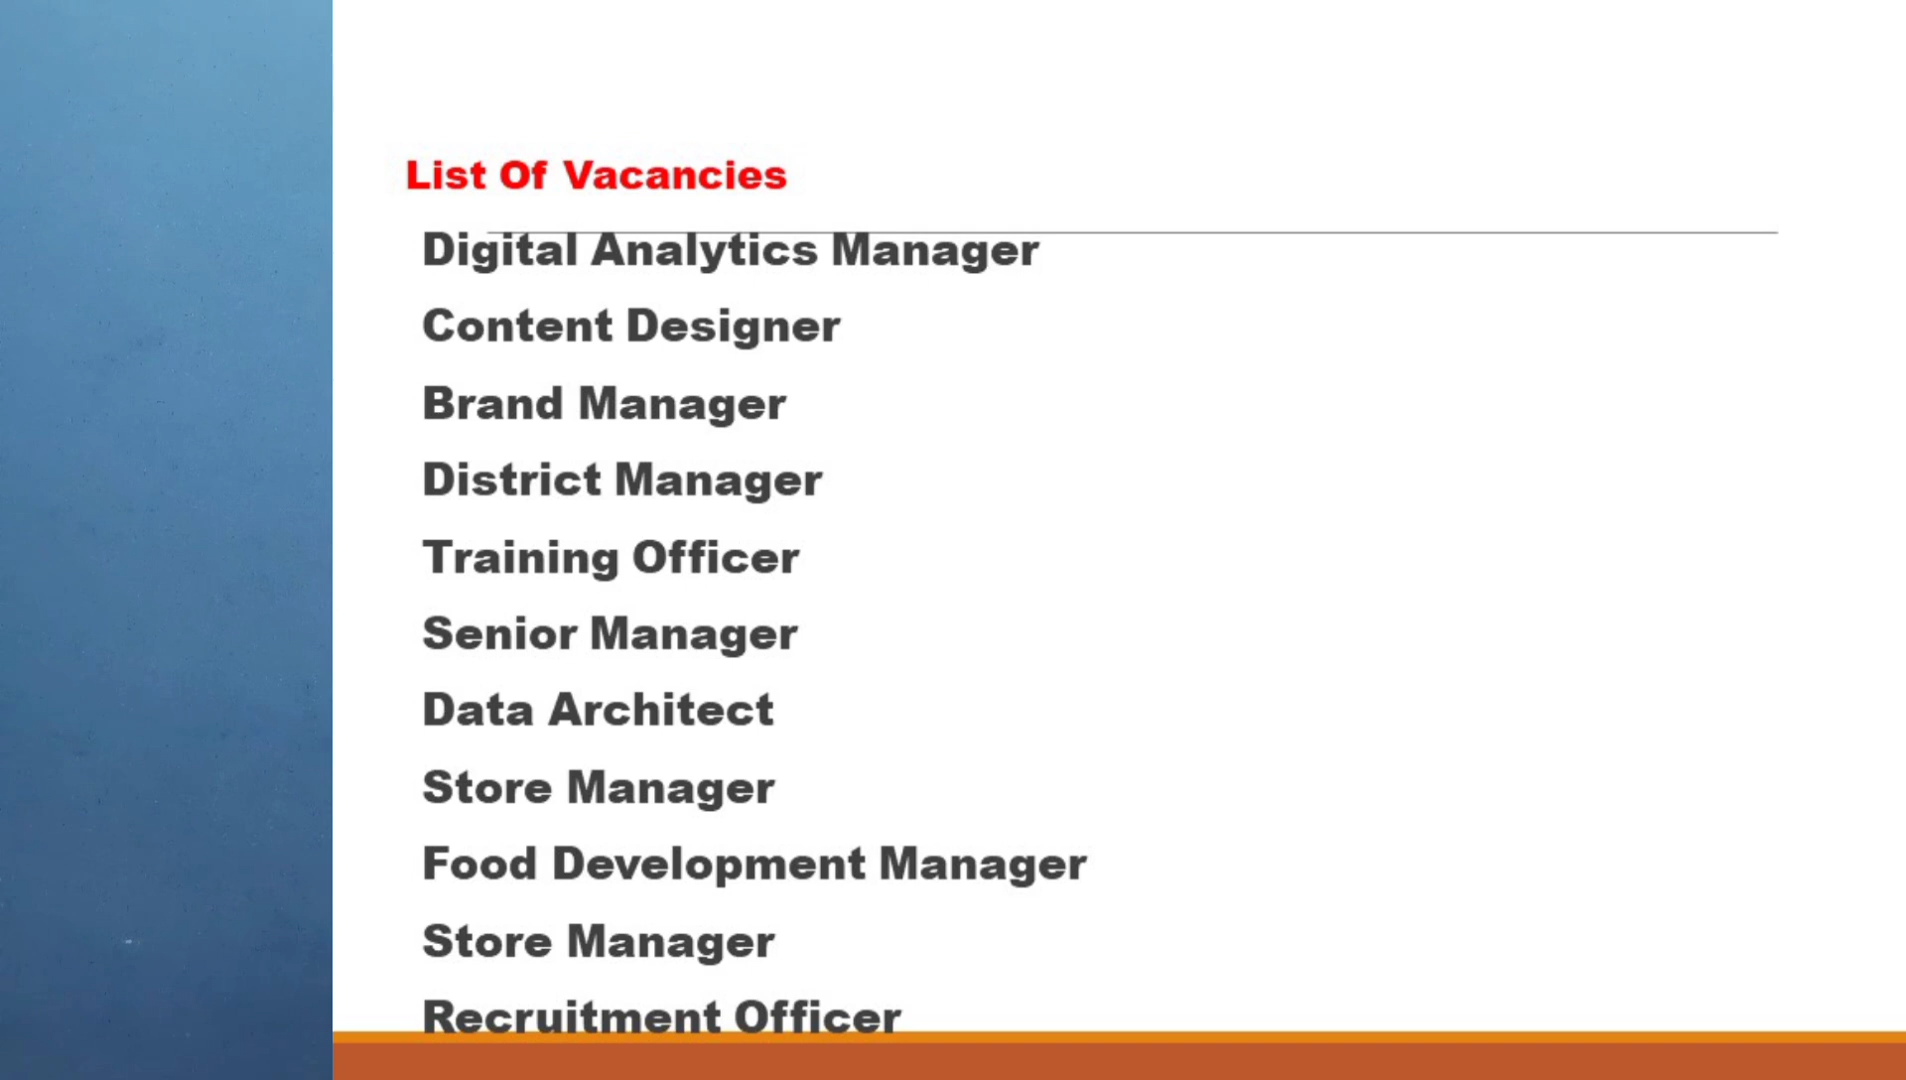 List Of Vacancies
Digital Analytics Manager
Content Designer
Brand Manager
District Manager
Training Officer
Senior Manager
Data Architect
Store Manager
Food Development Manager
Store Manager
Recruitment Officer